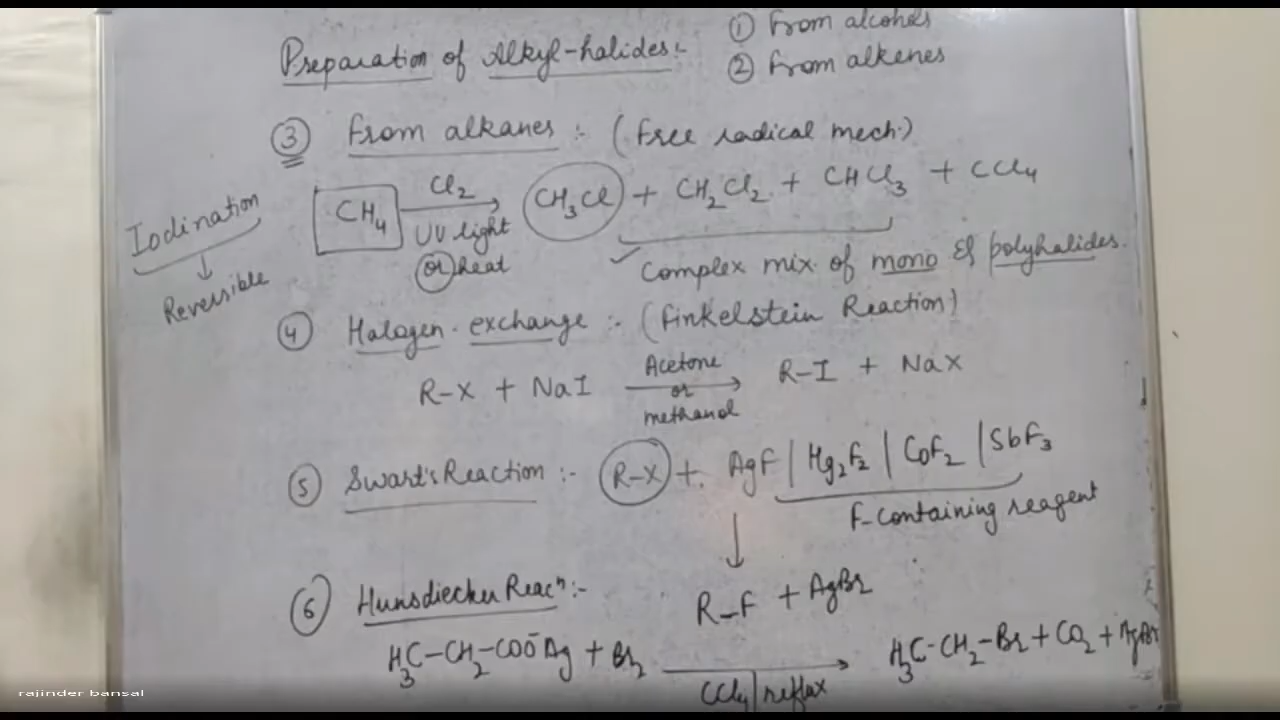 Preparation of Alkyl-halides:-
① From alcohols
② From alkenes
③ From alkanes :- (Free radical mech.)
CH4 Cl2 UV light or heat → CH3Cl + CH2Cl2 + CHCl3 + CCl4
Complex mix. of mono & polyhalides.
Iodination
↓
Reversible
④ Halogen exchange :- (Finkelstein Reaction)
R-X + NaI Acetone or methanol → R-I + NaX
⑤ Swart's Reaction :- R-X + AgF | Hg2F2 | CoF2 | SbF3
F-containing reagent
↓
R-F + AgBr
⑥ Hunsdiecker Reacⁿ:-
H3C-CH2-COO⁻Ag + Br2 CCl4 | reflux → H3C-CH2-Br + CO2 + AgBr
rajinder bansal